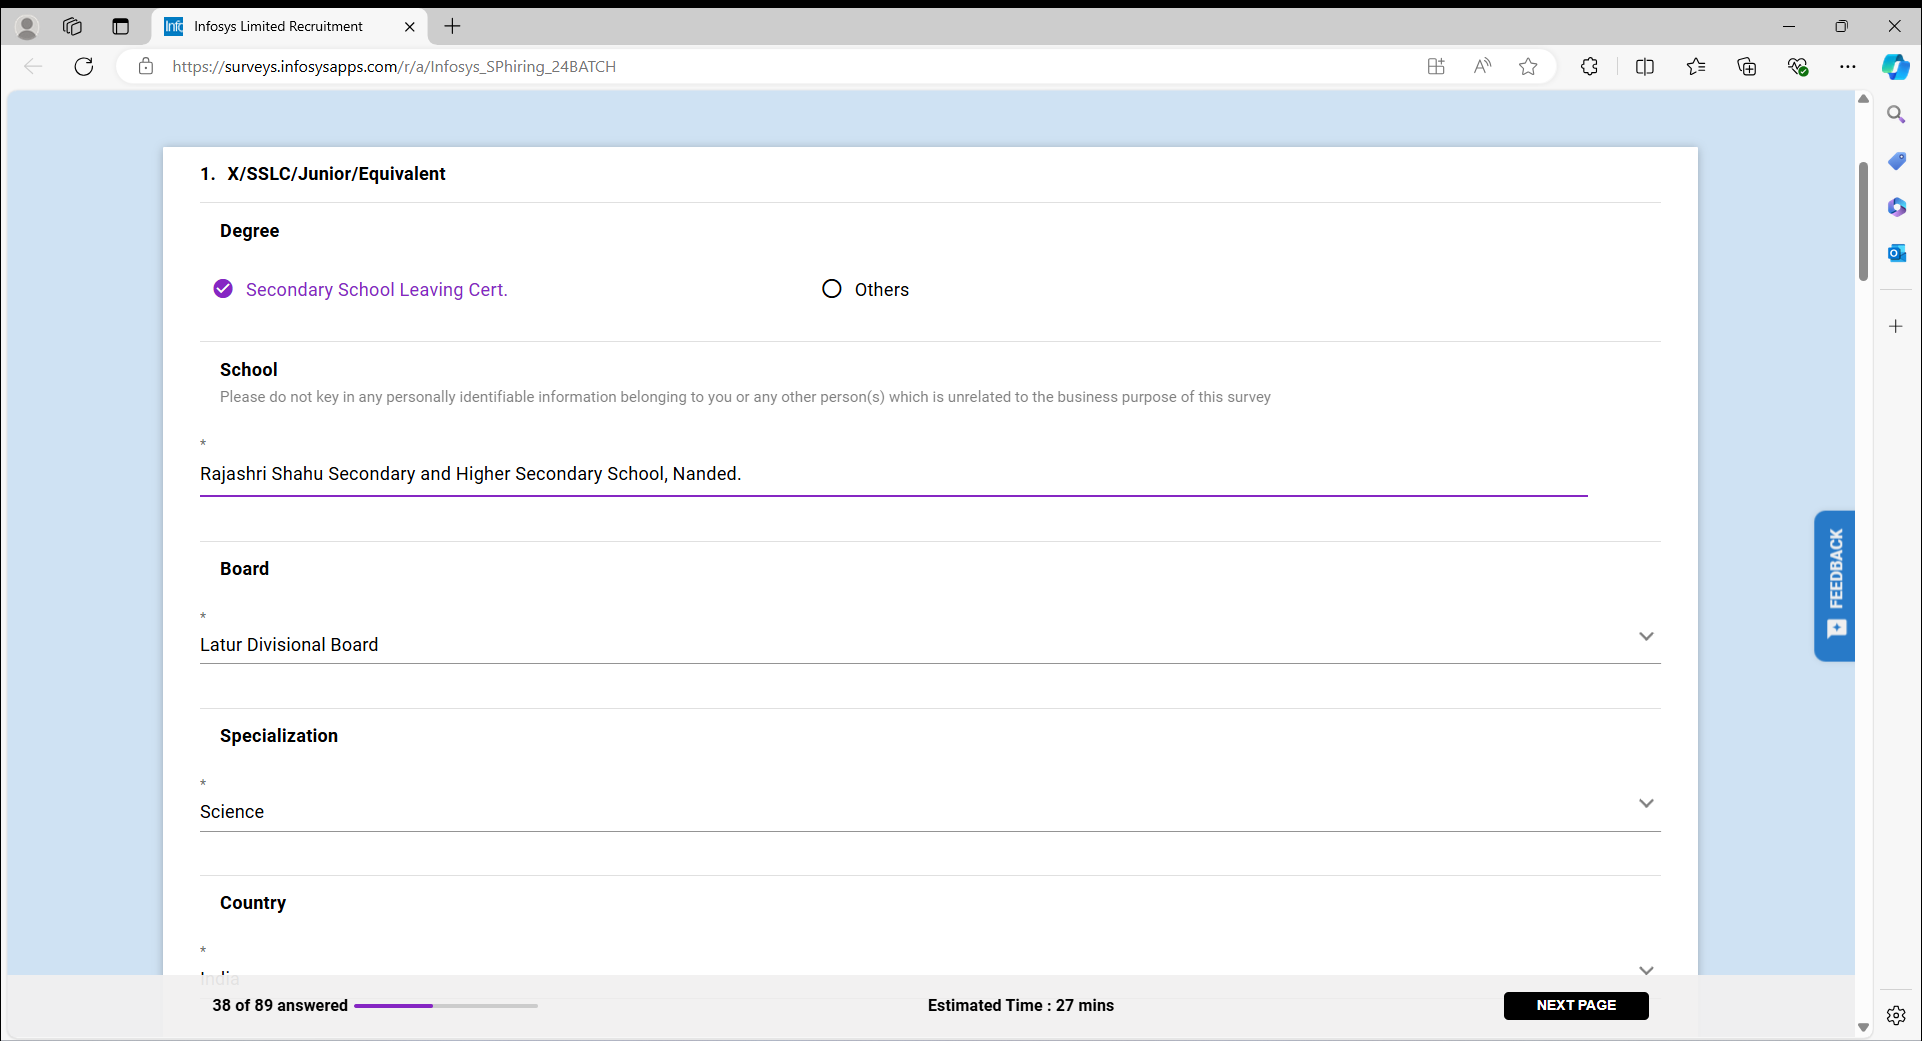 Infosys Limited Recruitment
https://surveys.infosysapps.com/r/a/Infosys_SPhiring_24BATCH
1. X/SSLC/Junior/Equivalent
Degree
Secondary School Leaving Cert.
Others
School
Please do not key in any personally identifiable information belonging to you or any other person(s) which is unrelated to the business purpose of this survey
*
Rajashri Shahu Secondary and Higher Secondary School, Nanded.
Board
*
Latur Divisional Board
Specialization
*
Science
Country
*
India
FEEDBACK
38 of 89 answered
Estimated Time : 27 mins
NEXT PAGE